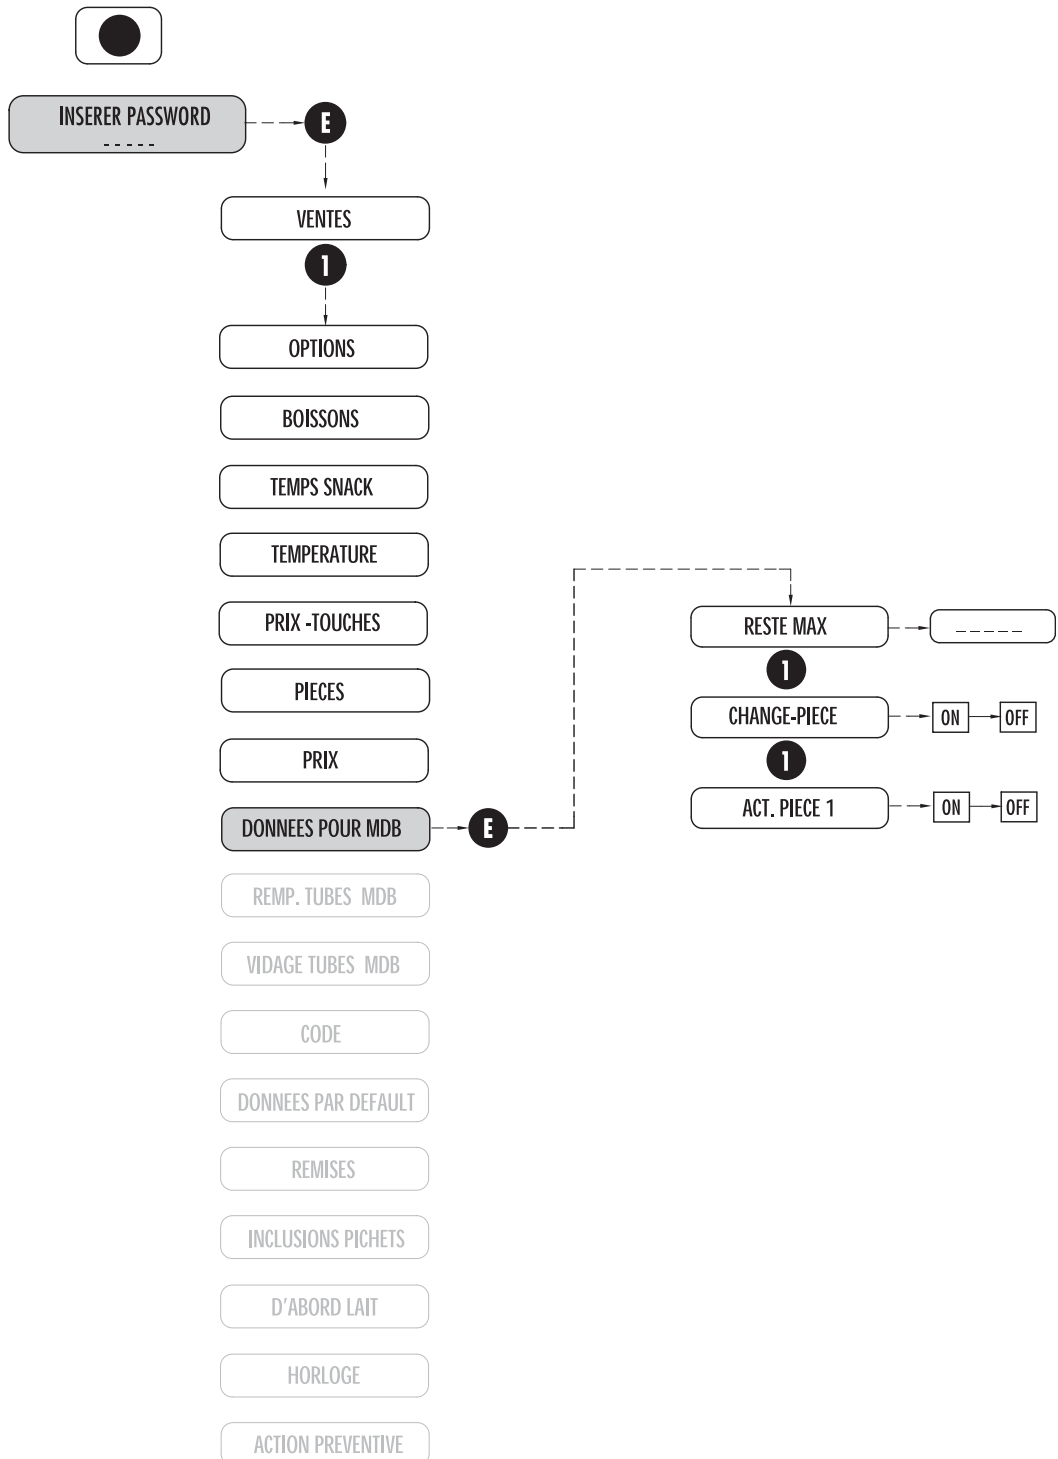 INSERER PASSWORD
- - - - -
E
VENTES
1
OPTIONS
BOISSONS
TEMPS SNACK
TEMPERATURE
PRIX -TOUCHES
PIECES
PRIX
DONNEES POUR MDB
E
REMP. TUBES MDB
VIDAGE TUBES MDB
CODE
DONNEES PAR DEFAULT
REMISES
INCLUSIONS PICHETS
D'ABORD LAIT
HORLOGE
ACTION PREVENTIVE
RESTE MAX
_ _ _ _ _
1
CHANGE-PIECE
ON
OFF
1
ACT. PIECE 1
ON
OFF